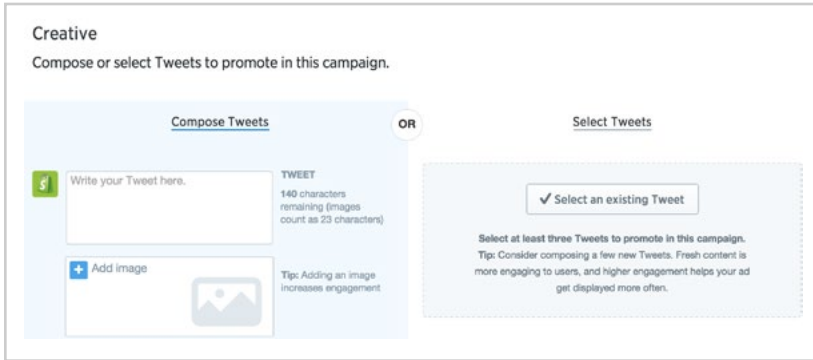 Creative
Compose or select Tweets to promote in this campaign.
Compose Tweets
OR
Select Tweets
Write your Tweet here.
TWEET
140 characters
remaining (images
count as 23 characters)
Add image
Tip: Adding an image
increases engagement
Select an existing Tweet
Select at least three Tweets to promote in this campaign.
Tip: Consider composing a few new Tweets. Fresh content is
more engaging to users, and higher engagement helps your ad
get displayed more often.